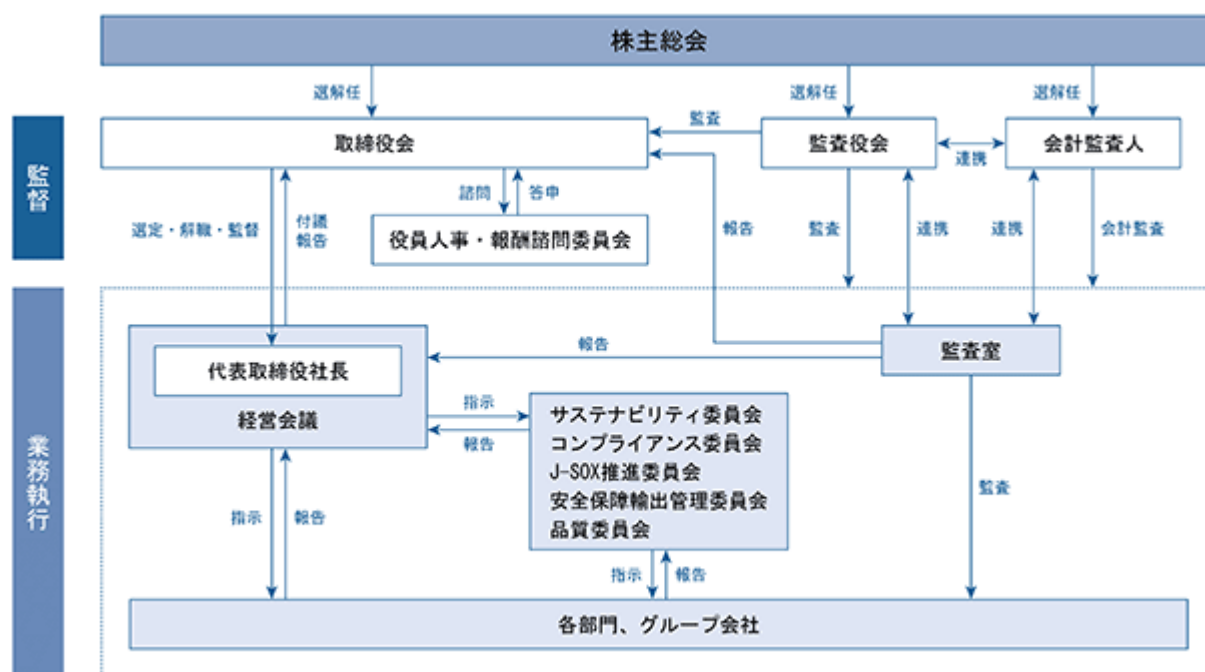 株主総会
選解任
選解任
選解任
監督
取締役会
監査
監査役会
連携
会計監査人
諮問
答申
選定・解職・監督
付議
報告
役員人事・報酬諮問委員会
報告
監査
連携
連携
会計監査
業務執行
代表取締役社長
経営会議
報告
監査室
指示
報告
サステナビリティ委員会
コンプライアンス委員会
J-SOX推進委員会
安全保障輸出管理委員会
品質委員会
監査
指示
報告
指示
報告
各部門、グループ会社